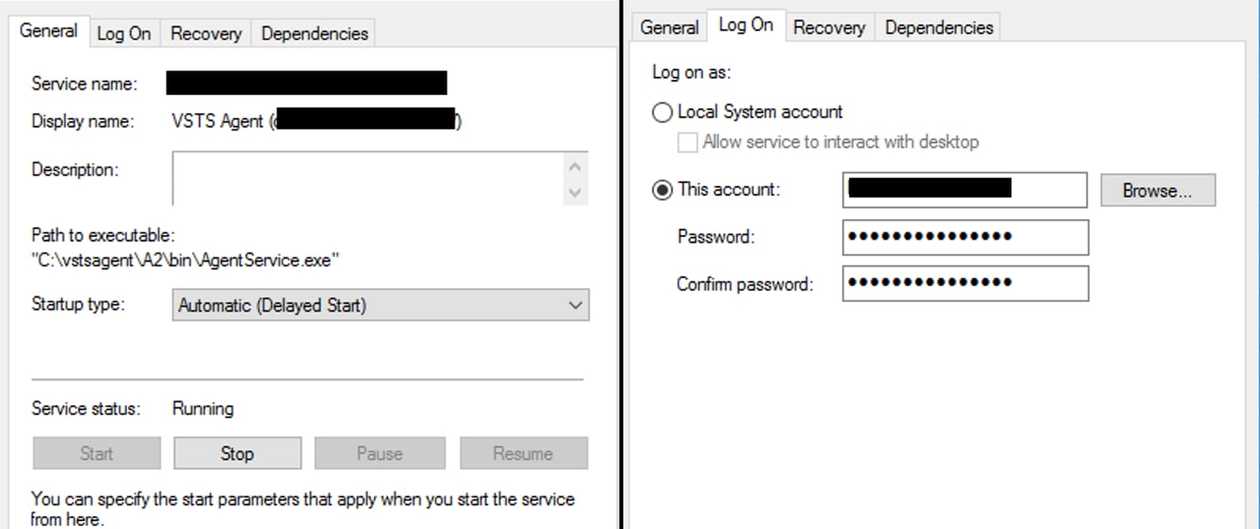 General Log On Recovery Dependencies
Service name:
Display name: VSTS Agent ( )
Description:
Path to executable:
"C:\vstsagent\A2\bin\AgentService.exe"
Startup type: Automatic (Delayed Start)
Service status: Running
Start Stop Pause Resume
You can specify the start parameters that apply when you start the service
from here.
General Log On Recovery Dependencies
Log on as:
Local System account
Allow service to interact with desktop
This account: Browse...
Password: •••••••••••••••
Confirm password: •••••••••••••••